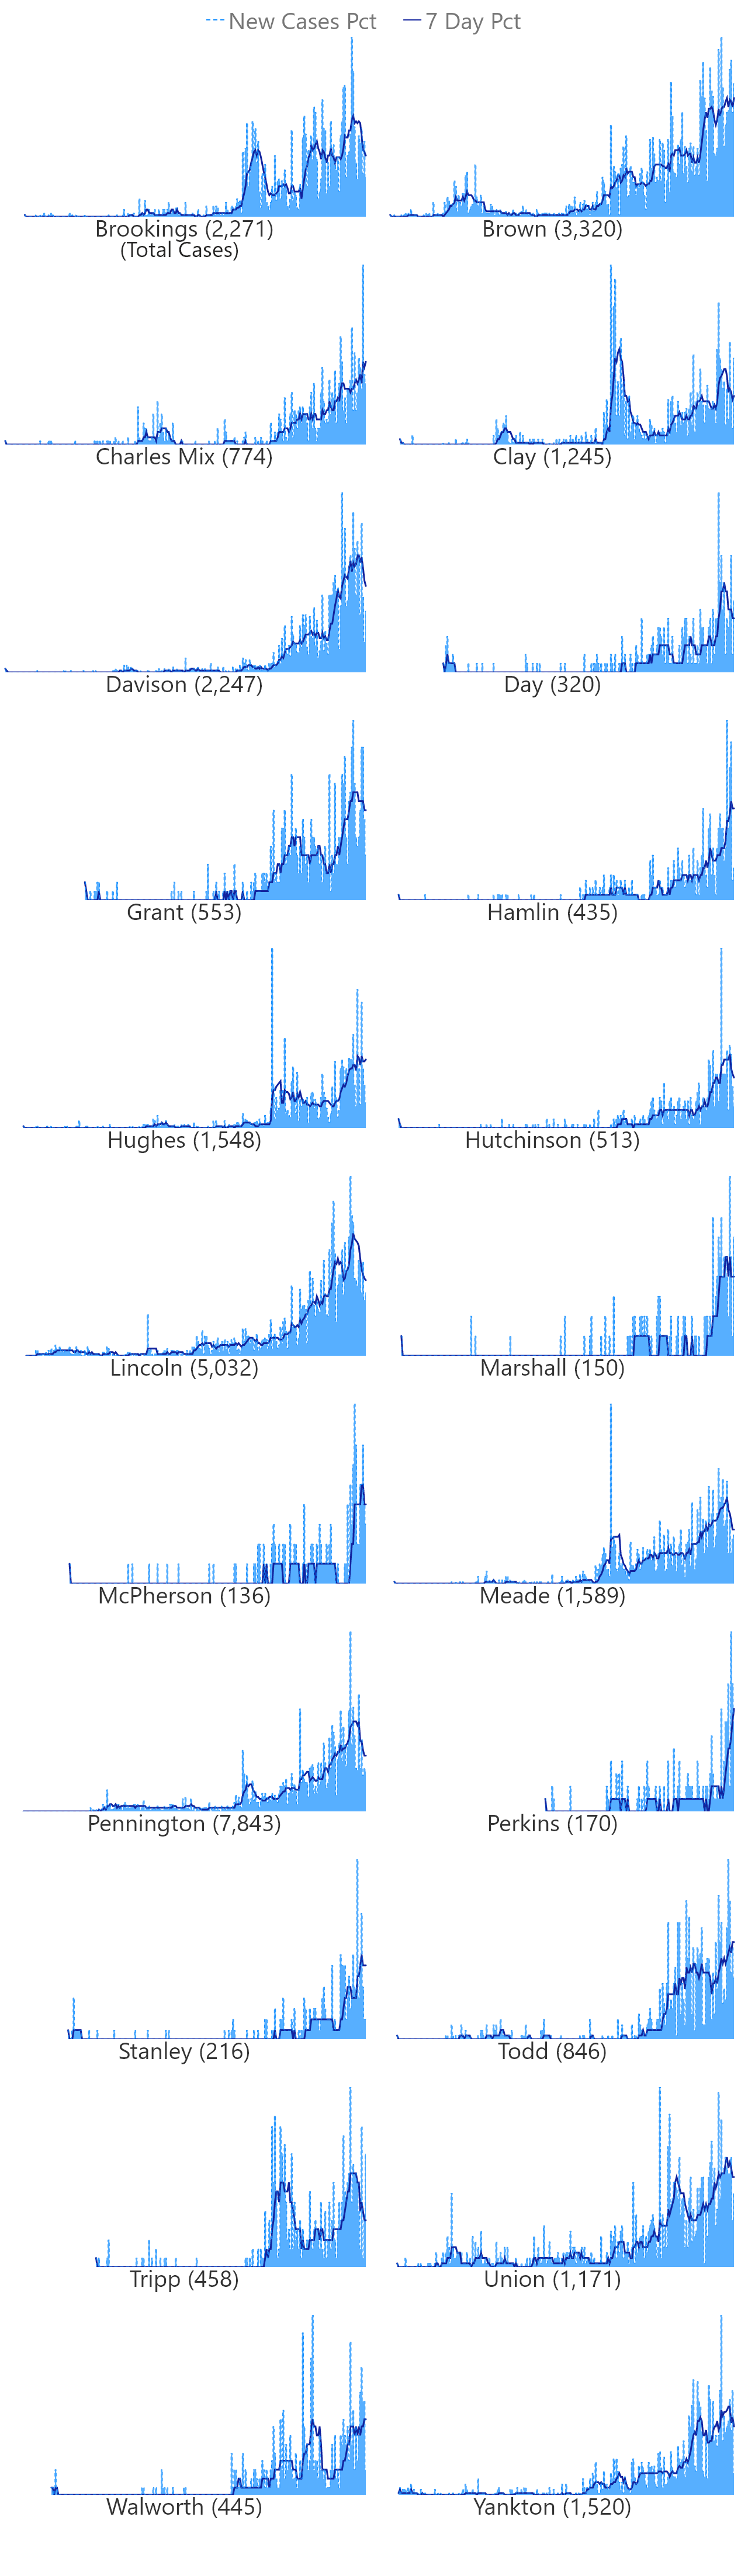 New Cases Pct 7 Day Pct
Brookings (2,271)
(Total Cases)
Brown (3,320)
Charles Mix (774)
Clay (1,245)
Davison (2,247)
Day (320)
Grant (553)
Hamlin (435)
Hughes (1,548)
Hutchinson (513)
Lincoln (5,032)
Marshall (150)
McPherson (136)
Meade (1,589)
Pennington (7,843)
Perkins (170)
Stanley (216)
Todd (846)
Tripp (458)
Union (1,171)
Walworth (445)
Yankton (1,520)